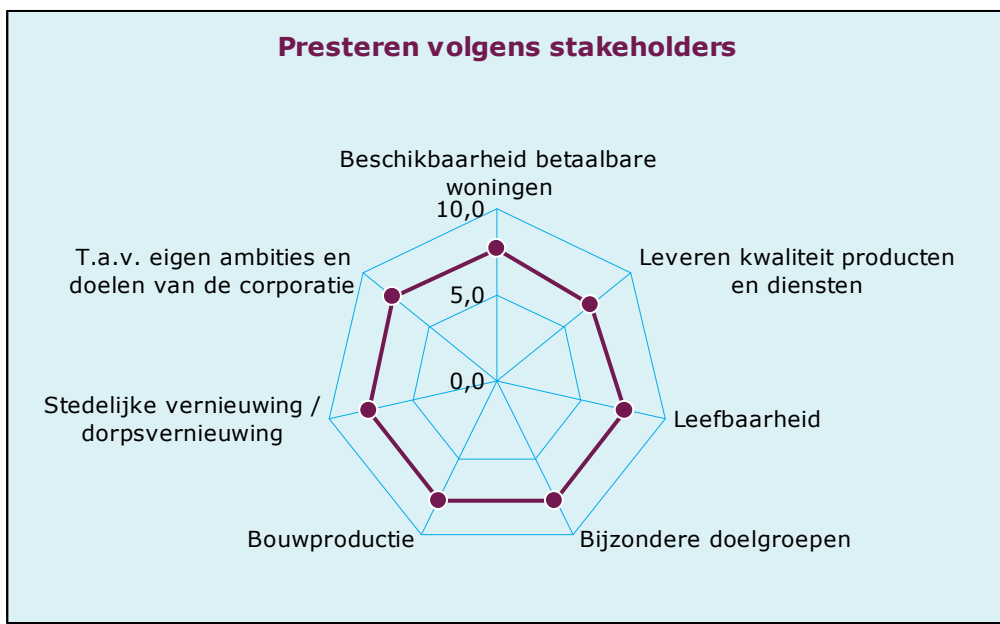 Presteren volgens stakeholders
Beschikbaarheid betaalbare
woningen
10,0
5,0
0,0
Leveren kwaliteit producten
en diensten
Leefbaarheid
Bijzondere doelgroepen
Bouwproductie
Stedelijke vernieuwing /
dorpsvernieuwing
T.a.v. eigen ambities en
doelen van de corporatie